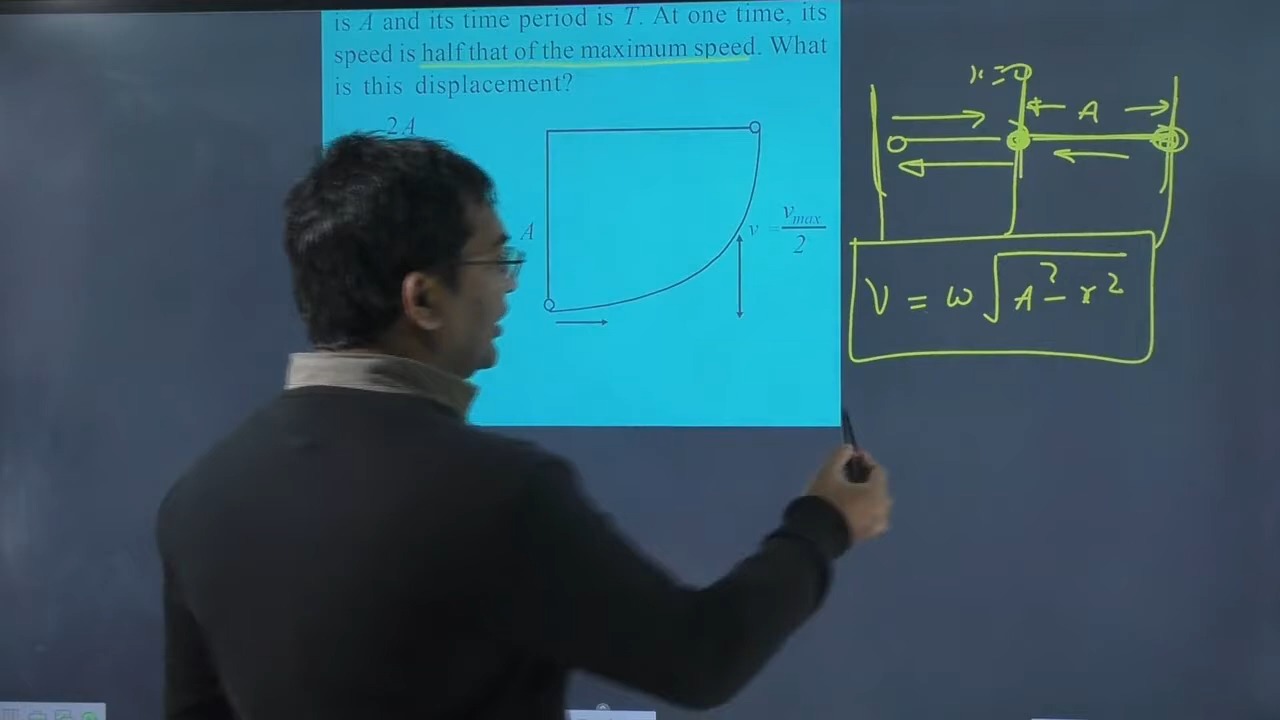 is A and its time period is T. At one time, its
speed is half that of the maximum speed. What
is this displacement?
2A
A
v = vmax/2
x=0
A
V = ω√A²-x²